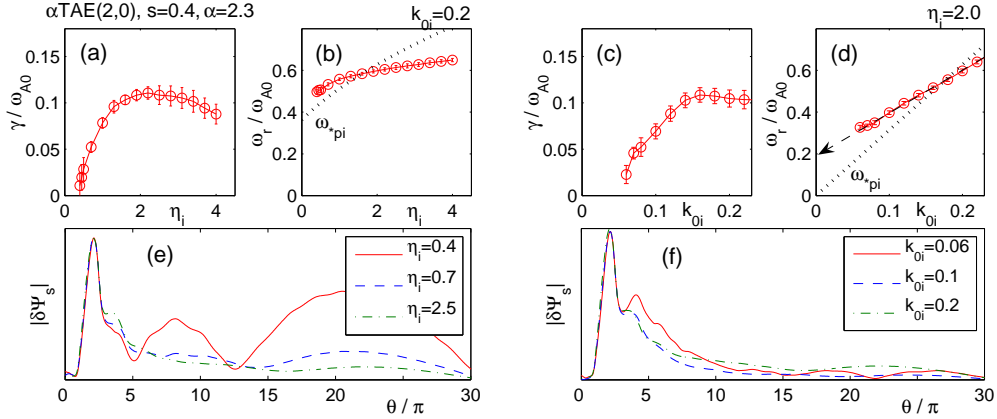 αTAE(2,0), s=0.4, α=2.3
k0i=0.2
ηi=2.0
(a)
γ / ωA0
0.15
0.1
0.05
0
0 2 4
ηi
(b)
ωr / ωA0
0.6
0.4
0.2
0
ω*pi
0 2 4
ηi
(c)
γ / ωA0
0.15
0.1
0.05
0
0 0.1 0.2
k0i
(d)
ωr / ωA0
0.6
0.4
0.2
0
ω*pi
0 0.1 0.2
k0i
(e)
|δΨs|
ηi=0.4
ηi=0.7
ηi=2.5
0 5 10 15 20 25 30
θ / π
(f)
|δΨs|
k0i=0.06
k0i=0.1
k0i=0.2
0 5 10 15 20 25 30
θ / π